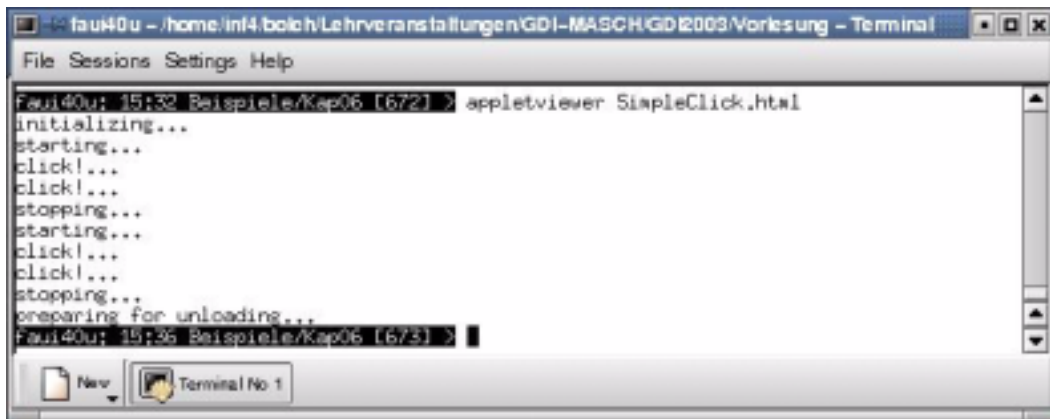 faui40u - /home/inf4/bolch/Lehrveranstaltungen/GDI-MASCH/GDI2003/Vorlesung - Terminal
File Sessions Settings Help
faui40u: 15:32 Beispiele/Kap06 [672] > appletviewer SimpleClick.html
initializing...
starting...
click!...
click!...
stopping...
starting...
click!...
click!...
stopping...
preparing for unloading...
faui40u: 15:36 Beispiele/Kap06 [673] >
New Terminal No 1